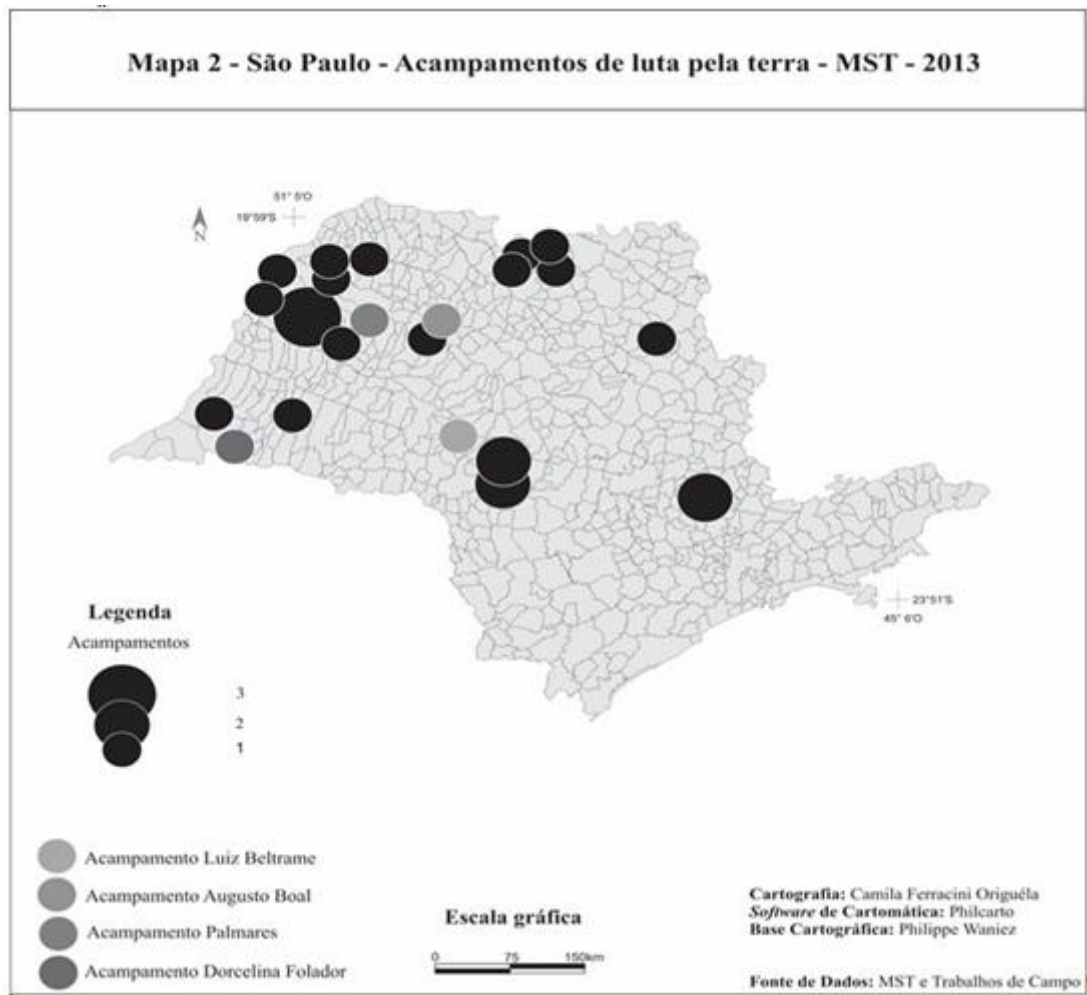 Mapa 2 - São Paulo - Acampamentos de luta pela terra - MST - 2013
51° 5'O
19°59'S
N
23°51'S
45° 6'O
Legenda
Acampamentos
3
2
1
Acampamento Luiz Beltrame
Acampamento Augusto Boal
Acampamento Palmares
Acampamento Dorcelina Folador
Escala gráfica
0 75 150km
Cartografia: Camila Ferracini Origuéla
Software de Cartomática: Philcarto
Base Cartográfica: Philippe Waniez
Fonte de Dados: MST e Trabalhos de Campo